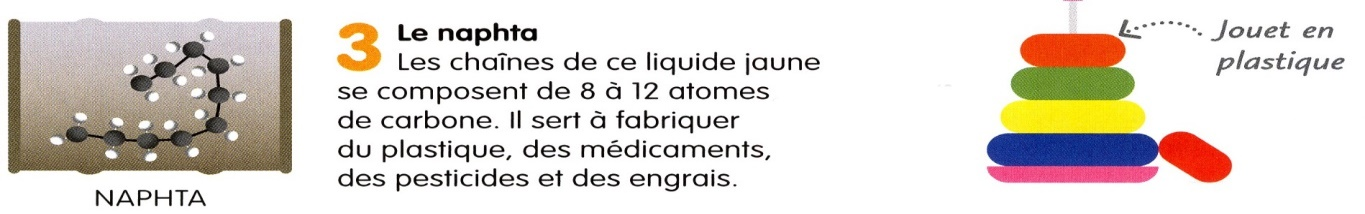 3 Le naphta
Les chaînes de ce liquide jaune
se composent de 8 à 12 atomes
de carbone. Il sert à fabriquer
du plastique, des médicaments,
des pesticides et des engrais.
NAPHTA
Jouet en
plastique